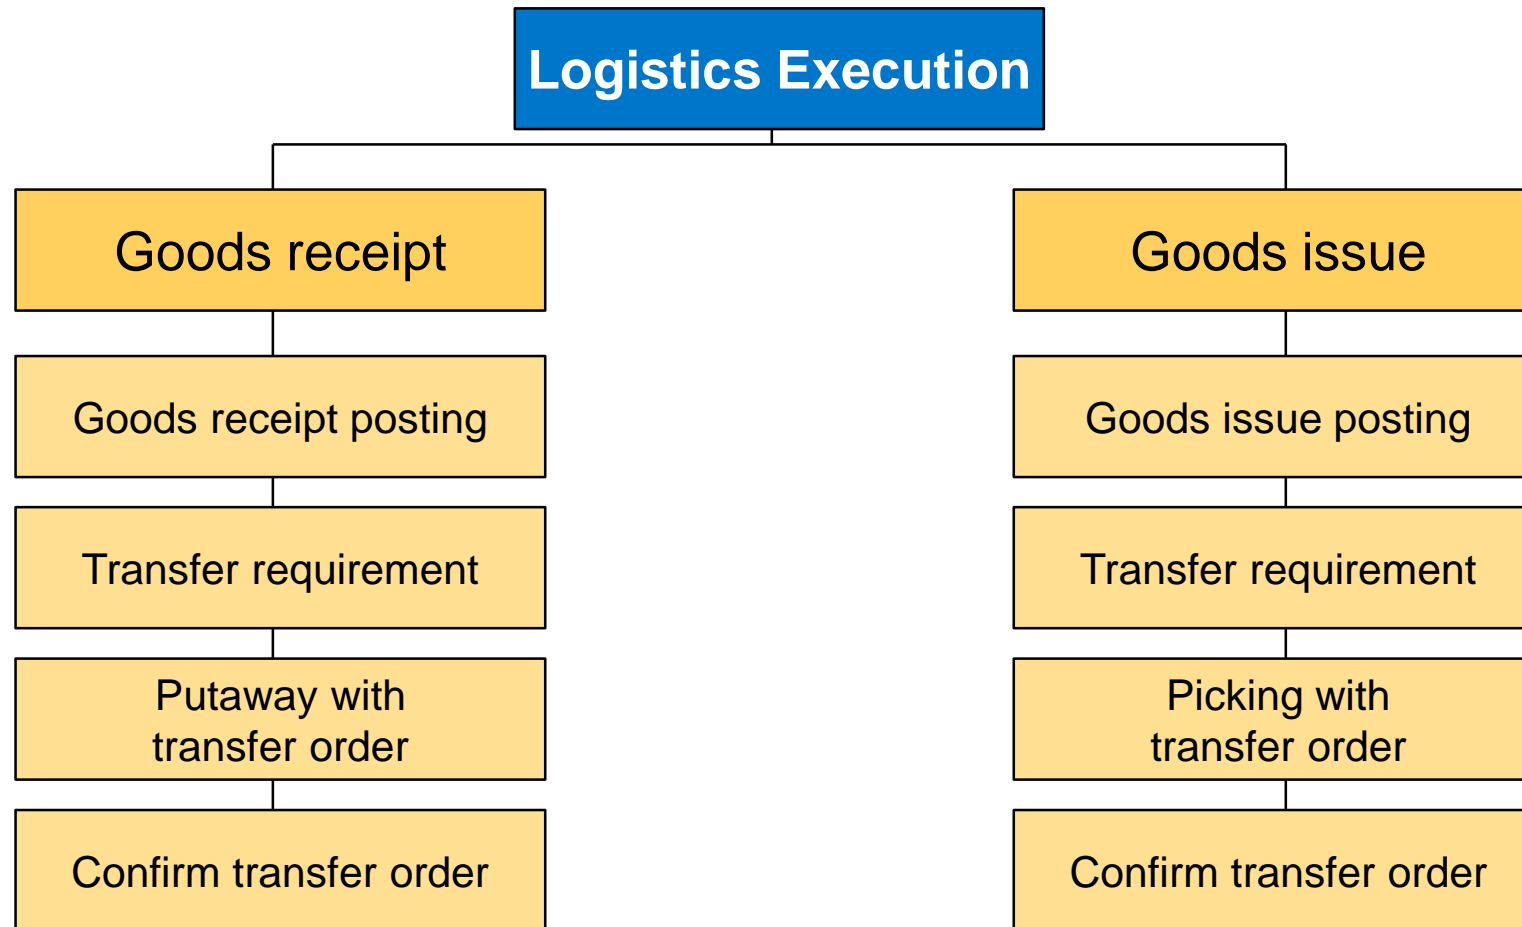 Logistics Execution
Goods receipt
Goods receipt posting
Transfer requirement
Putaway with
transfer order
Confirm transfer order
Goods issue
Goods issue posting
Transfer requirement
Picking with
transfer order
Confirm transfer order